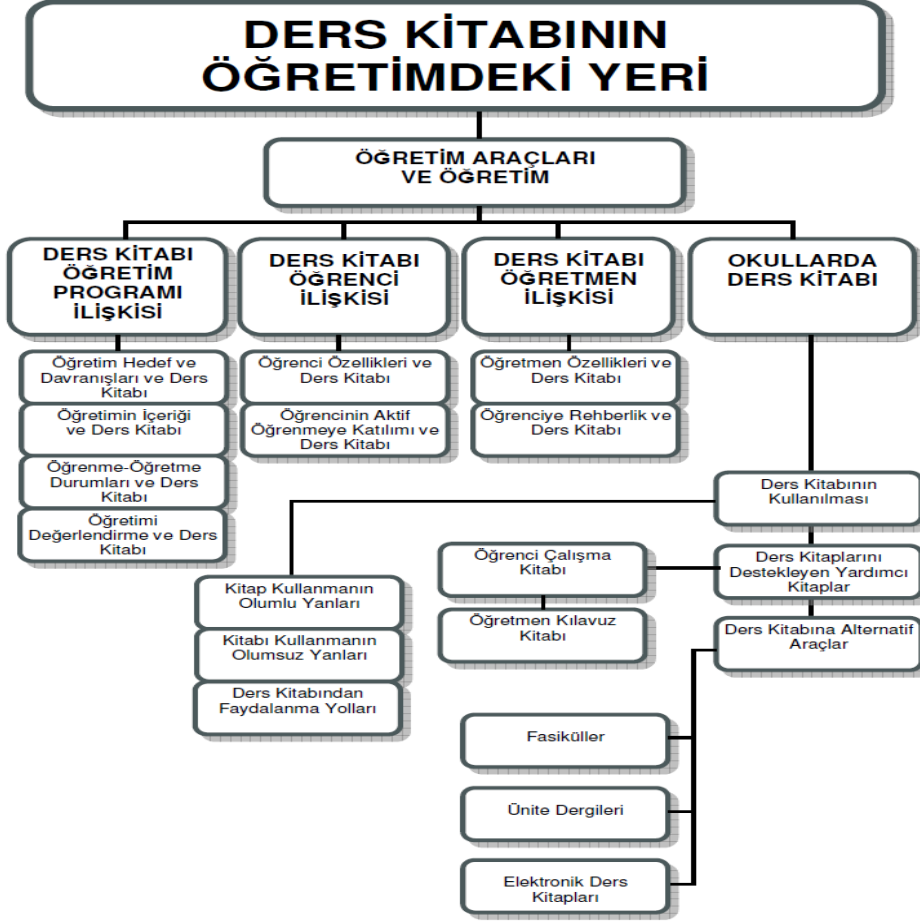 DERS KİTABININ
ÖĞRETİMDEKİ YERİ
ÖĞRETİM ARAÇLARI
VE ÖĞRETİM
DERS KİTABI
ÖĞRETİM
PROGRAMI
İLİŞKİSİ
DERS KİTABI
ÖĞRENCİ
İLİŞKİSİ
DERS KİTABI
ÖĞRETMEN
İLİŞKİSİ
OKULLARDA
DERS KİTABI
Öğretim Hedef ve
Davranışları ve Ders
Kitabı
Öğretimin İçeriği
ve Ders Kitabı
Öğrenme-Öğretme
Durumları ve Ders
Kitabı
Öğretimi
Değerlendirme ve Ders
Kitabı
Öğrenci Özellikleri ve
Ders Kitabı
Öğrencinin Aktif
Öğrenmeye Katılımı ve
Ders Kitabı
Öğretmen Özellikleri ve
Ders Kitabı
Öğrenciye Rehberlik ve
Ders Kitabı
Ders Kitabının
Kullanılması
Kitap Kullanmanın
Olumlu Yanları
Kitabı Kullanmanın
Olumsuz Yanları
Ders Kitabından
Faydalanma Yolları
Ders Kitaplarını
Destekleyen Yardımcı
Kitaplar
Öğrenci Çalışma
Kitabı
Öğretmen Kılavuz
Kitabı
Ders Kitabına Alternatif
Araçlar
Fasiküller
Ünite Dergileri
Elektronik Ders
Kitapları